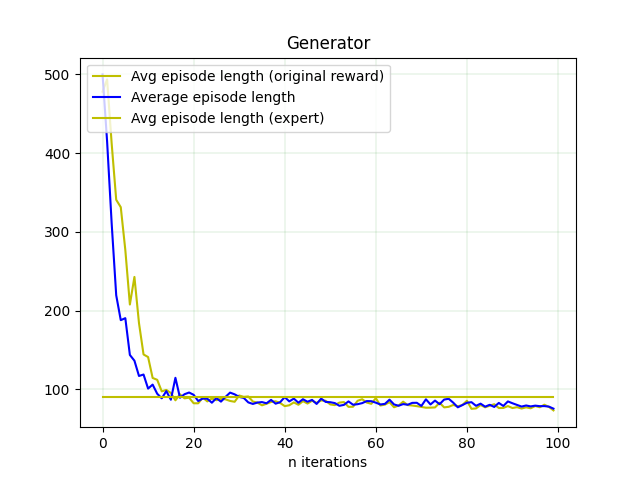 Generator
500
400
300
200
100
Avg episode length (original reward)
Average episode length
Avg episode length (expert)
0 20 40 60 80 100
n iterations